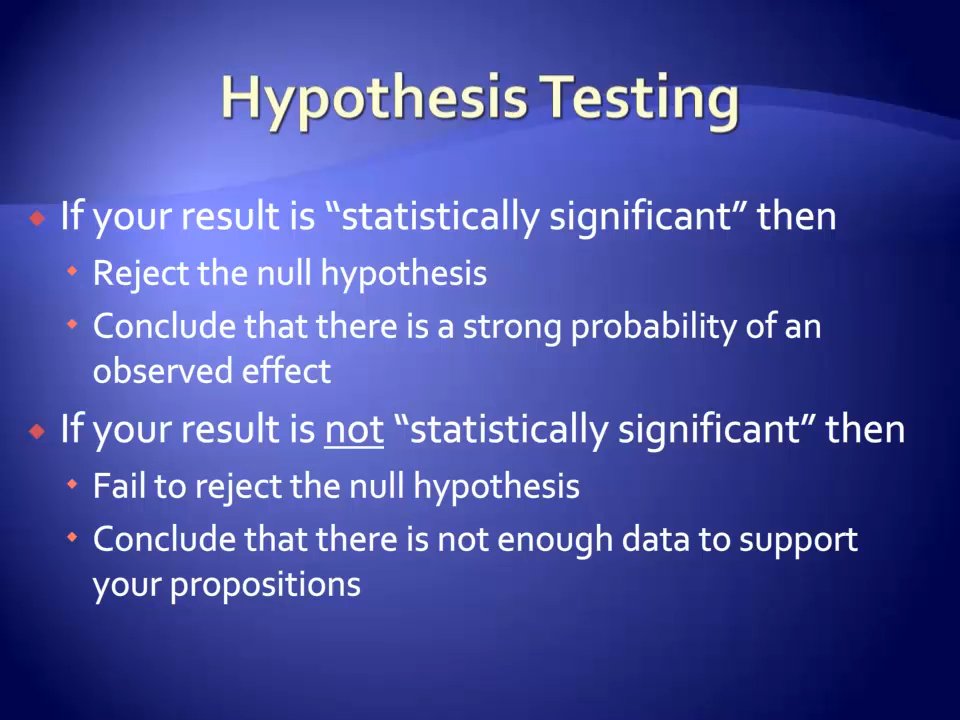 Hypothesis Testing
If your result is “statistically significant” then
Reject the null hypothesis
Conclude that there is a strong probability of an
observed effect
If your result is not “statistically significant” then
Fail to reject the null hypothesis
Conclude that there is not enough data to support
your propositions